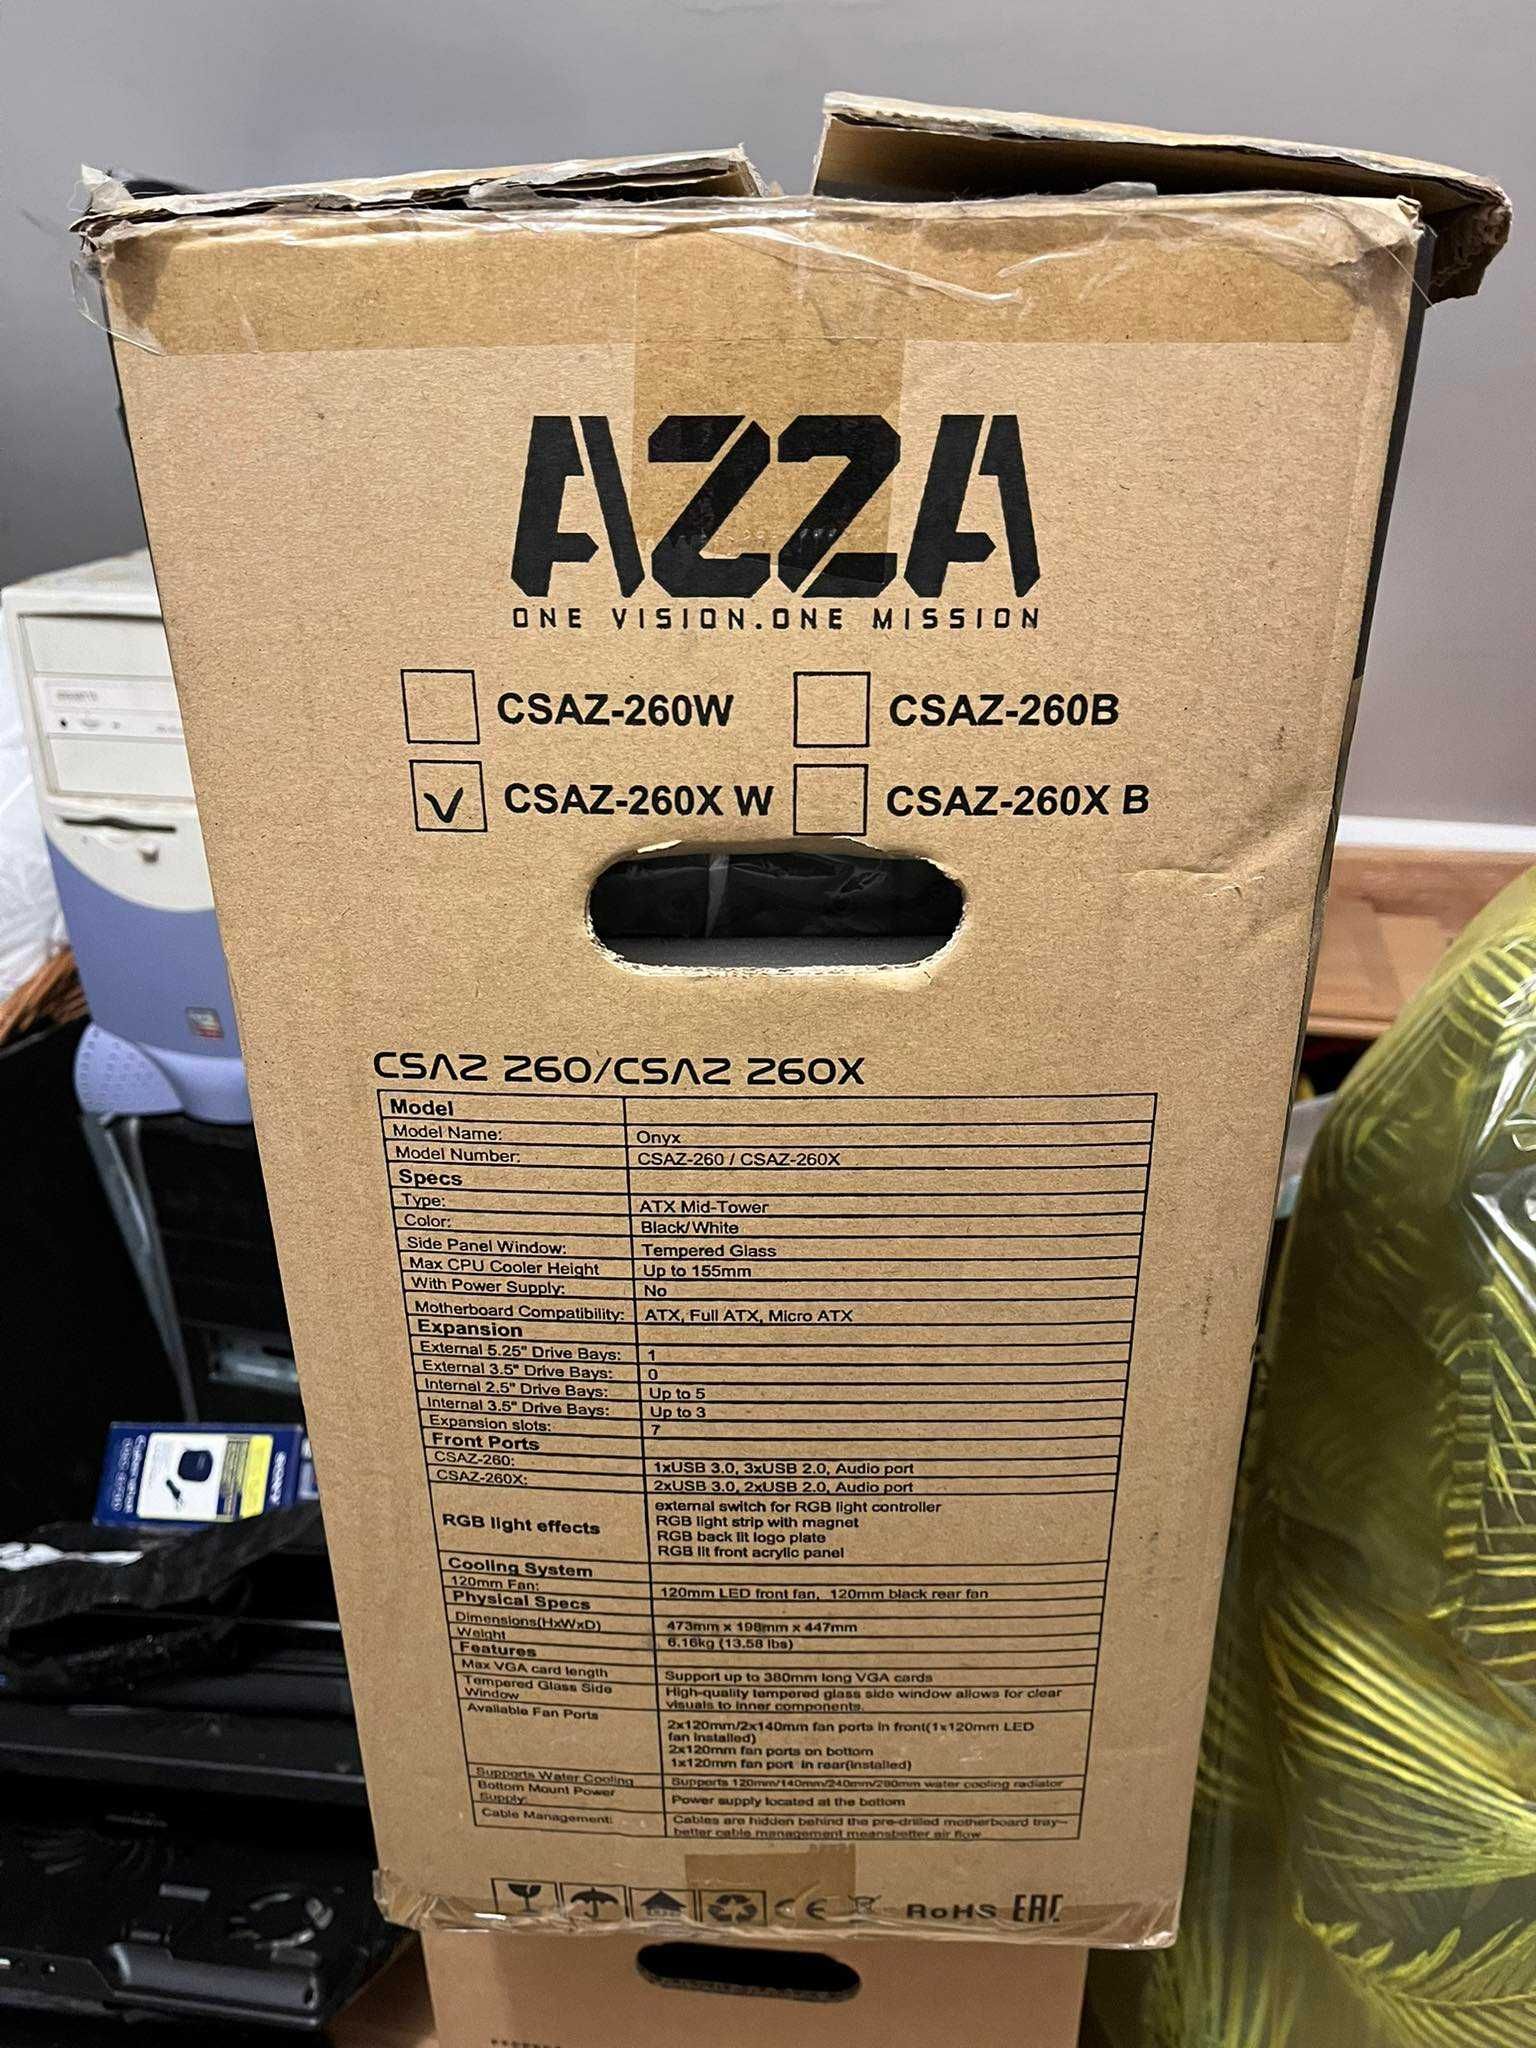 AZZA
ONE VISION.ONE MISSION
CSAZ-260W CSAZ-260B
CSAZ-260X W CSAZ-260X B
CSAZ 260/CSAZ 260X
Model
Model Name: Onyx
Model Number: CSAZ-260 / CSAZ-260X
Specs
Type: ATX Mid-Tower
Color: Black/White
Side Panel Window: Tempered Glass
Max CPU Cooler Height Up to 155mm
With Power Supply: No
Motherboard Compatibility: ATX, Full ATX, Micro ATX
Expansion
External 5.25" Drive Bays: 1
External 3.5" Drive Bays: 0
Internal 2.5" Drive Bays: Up to 5
Internal 3.5" Drive Bays: Up to 3
Expansion slots: 7
Front Ports
CSAZ-260: 1xUSB 3.0, 3xUSB 2.0, Audio port
CSAZ-260X: 2xUSB 3.0, 2xUSB 2.0, Audio port
RGB light effects
external switch for RGB light controller
RGB light strip with magnet
RGB back lit logo plate
RGB lit front acrylic panel
Cooling System
120mm Fan: 120mm LED front fan, 120mm black rear fan
Physical Specs
Dimensions(HxWxD) 473mm x 198mm x 447mm
Weight 6.16kg (13.58 lbs)
Features
Max VGA card length Support up to 380mm long VGA cards
Tempered Glass Side
Window
High-quality tempered glass side window allows for clear
visuals to inner components.
Available Fan Ports
2x120mm/2x140mm fan ports in front(1x120mm LED
fan installed)
2x120mm fan ports on bottom
1x120mm fan port in rear(installed)
Supports Water Cooling Supports 120mm/140mm/240mm/280mm water cooling radiator
Bottom Mount Power
Supply: Power supply located at the bottom
Cable Management: Cables are hidden behind the pre-drilled motherboard tray--
better cable management meansbetter air flow
CE RoHS EAC